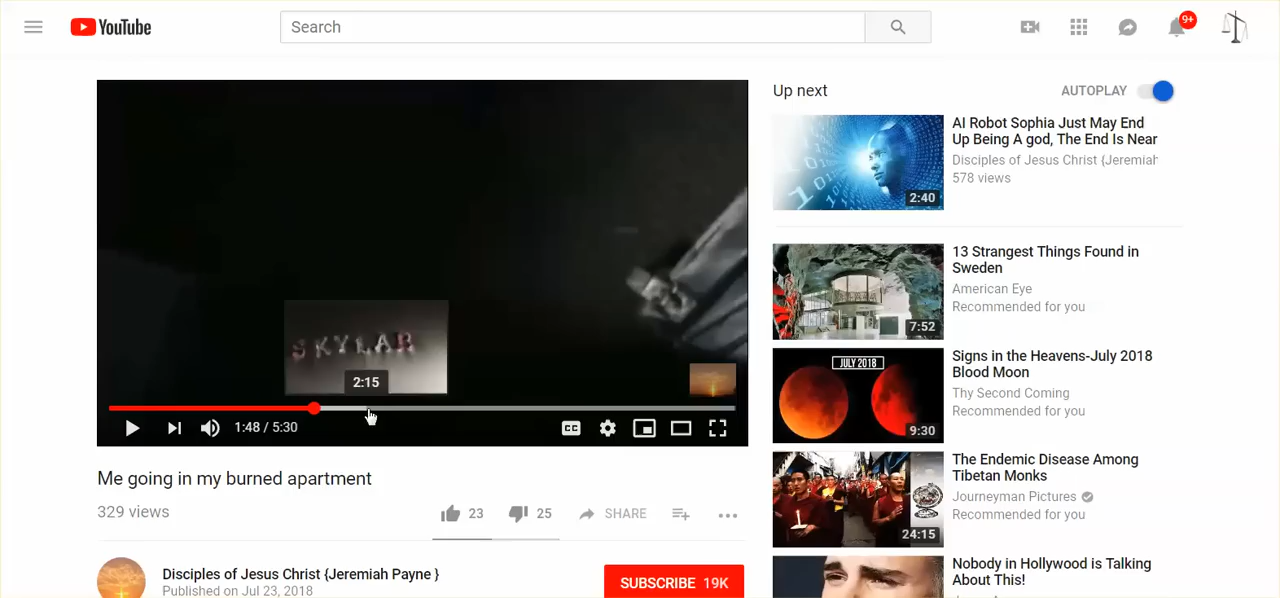 YouTube
Search
9+
SKYLAR
2:15
1:48 / 5:30
CC
Me going in my burned apartment
329 views
23
25
SHARE
Disciples of Jesus Christ {Jeremiah Payne }
Published on Jul 23, 2018
SUBSCRIBE 19K
Up next
AUTOPLAY
AI Robot Sophia Just May End
Up Being A god, The End Is Near
Disciples of Jesus Christ {Jeremiah
578 views
2:40
13 Strangest Things Found in
Sweden
American Eye
Recommended for you
7:52
Signs in the Heavens-July 2018
Blood Moon
Thy Second Coming
Recommended for you
JULY 2018
9:30
The Endemic Disease Among
Tibetan Monks
Journeyman Pictures
Recommended for you
24:15
Nobody in Hollywood is Talking
About This!